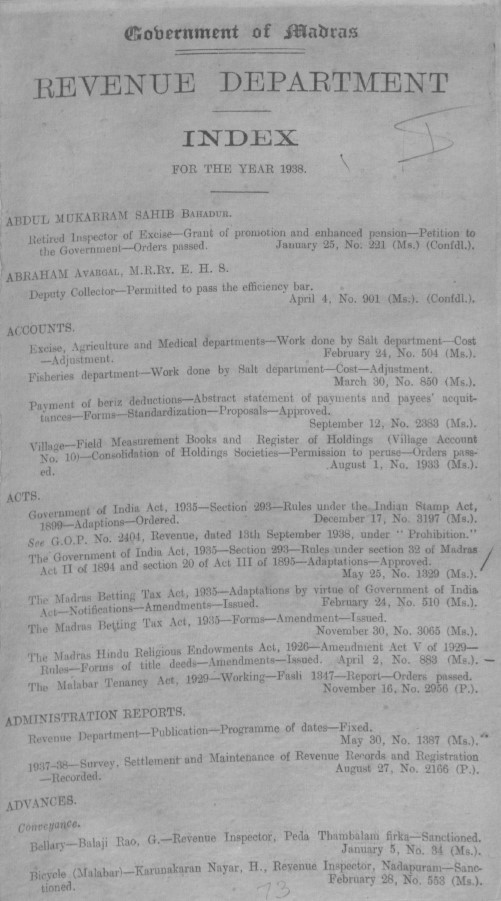 Government of Madras
REVENUE DEPARTMENT
INDEX
FOR THE YEAR 1938.
ABDUL MUKARRAM SAHIB BAHADUR.
Retired Inspector of Excise—Grant of promotion and enhanced pension—Petition to
the Government—Orders passed. January 25, No. 221 (Ms.) (Confdl.).
ABRAHAM AVARGAL, M.R.RY. E. H. S.
Deputy Collector—Permitted to pass the efficiency bar.
April 4, No. 901 (Ms.). (Confdl.).
ACCOUNTS.
Excise, Agriculture and Medical departments—Work done by Salt department—Cost
—Adjustment. February 24, No. 504 (Ms.).
Fisheries department—Work done by Salt department—Cost—Adjustment.
March 30, No. 850 (Ms.).
Payment of beriz deductions—Abstract statement of payments and payees' acquit-
tances—Forms—Standardization—Proposals—Approved.
September 12, No. 2383 (Ms.).
Village—Field Measurement Books and Register of Holdings (Village Account
No. 10)—Consolidation of Holdings Societies—Permission to peruse—Orders pass-
ed. August 1, No. 1933 (Ms.).
ACTS.
Government of India Act, 1935—Section 293—Rules under the Indian Stamp Act,
1899—Adaptions—Ordered. December 17, No. 3197 (Ms.).
See G.O.P. No. 2404, Revenue, dated 13th September 1938, under " Prohibition."
The Government of India Act, 1935—Section 293—Rules under section 32 of Madras
Act II of 1894 and section 20 of Act III of 1895—Adaptations—Approved.
May 25, No. 1329 (Ms.).
The Madras Betting Tax Act, 1935—Adaptations by virtue of Government of India
Act—Notifications—Amendments—Issued. February 24, No. 510 (Ms.).
The Madras Betting Tax Act, 1935—Forms—Amendment—Issued.
November 30, No. 3065 (Ms.).
The Madras Hindu Religious Endowments Act, 1926—Amendment Act V of 1929—
Rules—Forms of title deeds—Amendments—Issued. April 2, No. 883 (Ms.).
The Malabar Tenancy Act, 1929—Working—Fasli 1347—Report—Orders passed.
November 16, No. 2956 (P.).
ADMINISTRATION REPORTS.
Revenue Department—Publication—Programme of dates—Fixed.
May 30, No. 1387 (Ms.).
1937-38—Survey, Settlement and Maintenance of Revenue Records and Registration
—Recorded. August 27, No. 2166 (P.).
ADVANCES.
Conveyance.
Bellary—Balaji Rao, G.—Revenue Inspector, Peda Thambalam firka—Sanctioned.
January 5, No. 34 (Ms.).
Bicycle (Malabar)—Karunakaran Nayar, H., Revenue Inspector, Nadapuram—Sanc-
tioned. February 28, No. 553 (Ms.).
73